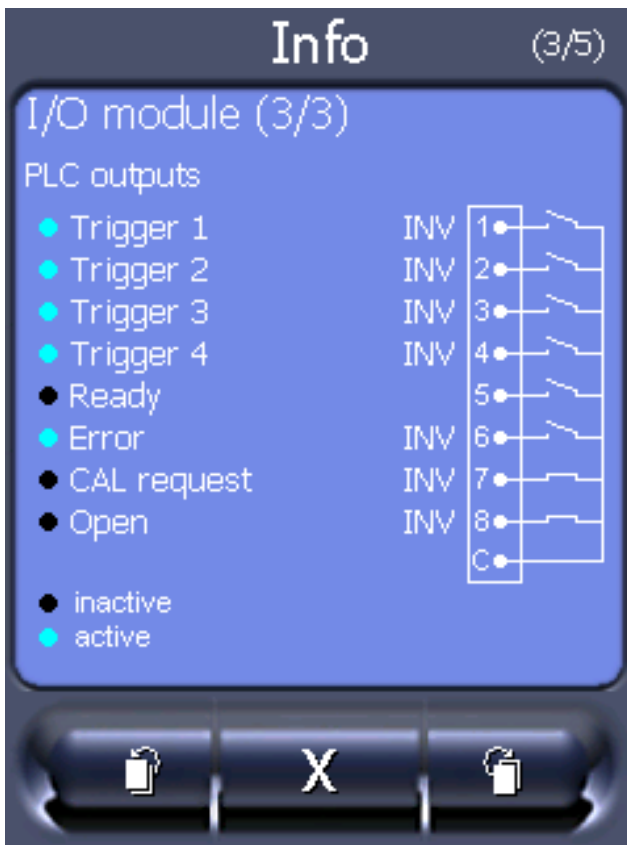 Info (3/5)
I/O module (3/3)
PLC outputs
Trigger 1 INV 1
Trigger 2 INV 2
Trigger 3 INV 3
Trigger 4 INV 4
Ready 5
Error INV 6
CAL request INV 7
Open INV 8
C
inactive
active
X